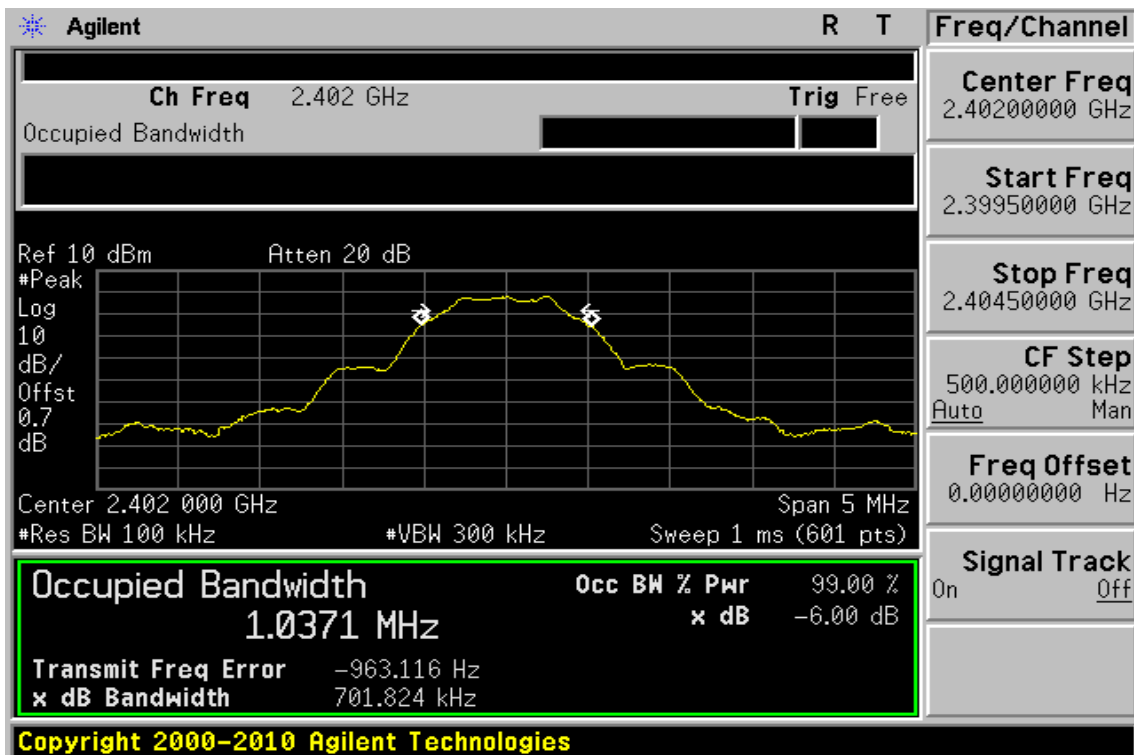 Agilent R T
Ch Freq 2.402 GHz Trig Free
Occupied Bandwidth
Ref 10 dBm Atten 20 dB
#Peak
Log
10
dB/
Offst
0.7
dB
Center 2.402 000 GHz Span 5 MHz
#Res BW 100 kHz #VBW 300 kHz Sweep 1 ms (601 pts)
Occupied Bandwidth
1.0371 MHz
Occ BW % Pwr 99.00 %
x dB -6.00 dB
Transmit Freq Error -963.116 Hz
x dB Bandwidth 701.824 kHz
Copyright 2000-2010 Agilent Technologies
Freq/Channel
Center Freq
2.40200000 GHz
Start Freq
2.39950000 GHz
Stop Freq
2.40450000 GHz
CF Step
500.000000 kHz
Auto Man
Freq Offset
0.00000000 Hz
Signal Track
On Off